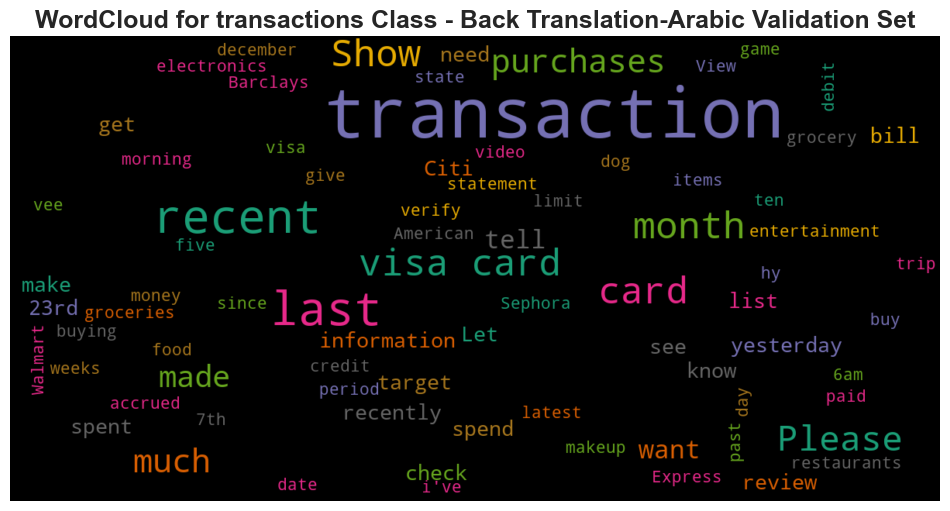 WordCloud for transactions Class - Back Translation-Arabic Validation Set
december
Show
need
purchases
game
electronics
Barclays
state
View
debit
transaction
get
grocery
bill
visa
video
morning
Citi
dog
give
statement
items
vee
recent
verify
limit
ten
American
tell
month
entertainment
five
visa card
hy
trip
make
card
23rd
money
groceries
since
last
Sephora
list
buy
buying
Walmart
information
Let
see
yesterday
food
weeks
made
credit
period
target
know
6am
accrued
7th
recently
latest
day
paid
spent
spend
past
Please
much
makeup
want
restaurants
check
date
i've
Express
review